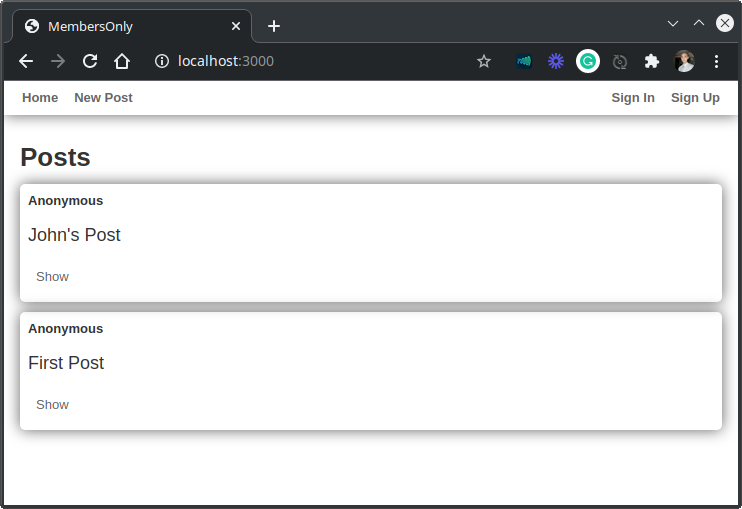 MembersOnly
localhost:3000
Home New Post Sign In Sign Up
Posts
Anonymous
John's Post
Show
Anonymous
First Post
Show